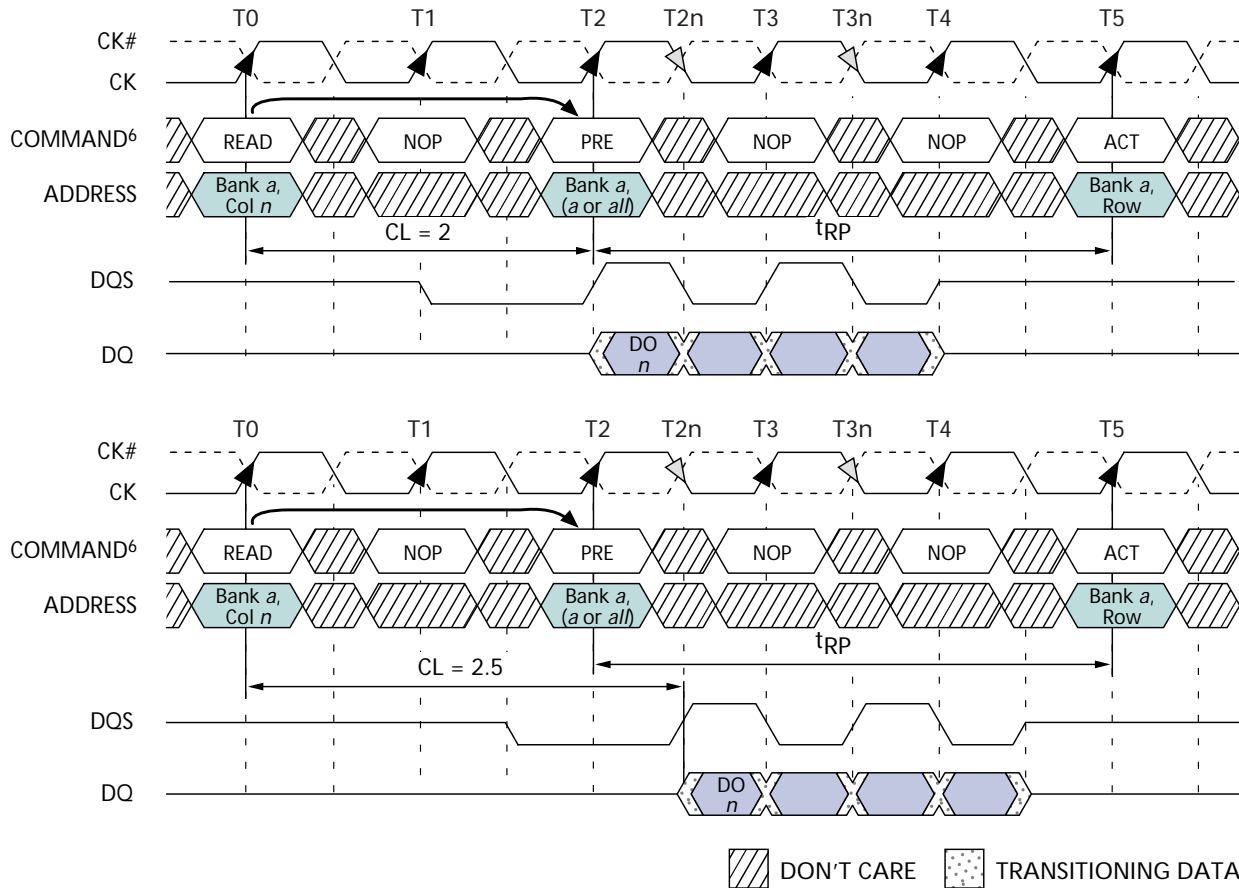 T0 T1 T2 T2n T3 T3n T4 T5
CK#
CK
COMMAND6 READ NOP PRE NOP NOP ACT
ADDRESS Bank a, Col n Bank a, (a or all) Bank a, Row
CL = 2 tRP
DQS
DQ DO n
T0 T1 T2 T2n T3 T3n T4 T5
CK#
CK
COMMAND6 READ NOP PRE NOP NOP ACT
ADDRESS Bank a, Col n Bank a, (a or all) Bank a, Row
tRP
CL = 2.5
DQS
DQ DO n
DON'T CARE TRANSITIONING DATA